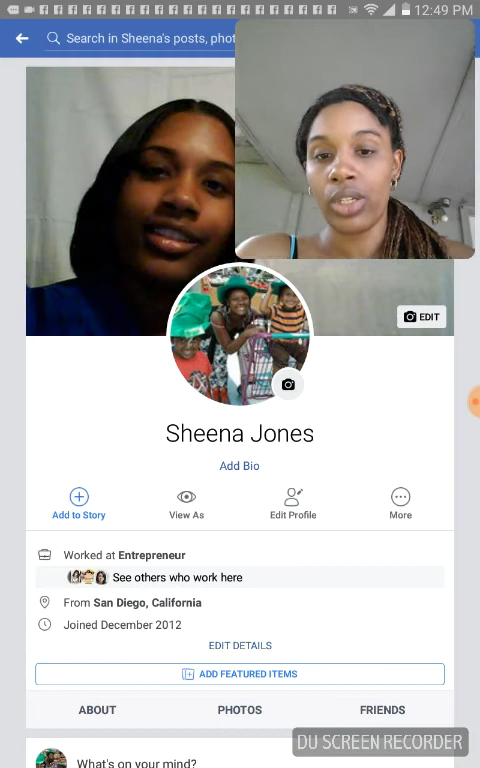 12:49 PM
Search in Sheena's posts, phot
EDIT
Sheena Jones
Add Bio
Add to Story
View As
Edit Profile
More
Worked at Entrepreneur
See others who work here
From San Diego, California
Joined December 2012
EDIT DETAILS
ADD FEATURED ITEMS
ABOUT
PHOTOS
FRIENDS
DU SCREEN RECORDER
What's on your mind?